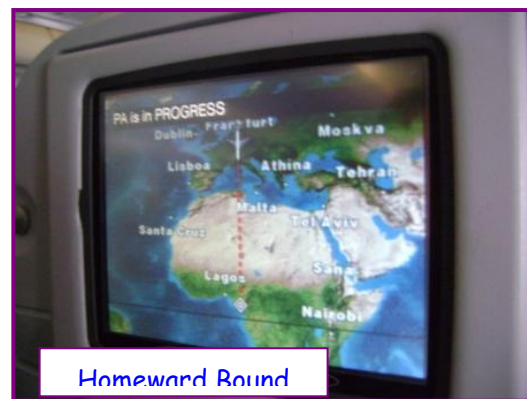 PA is in PROGRESS
Dublin Frankfurt Moskva
Lisboa Athina Tehran
Malta Tel Aviv
Santa Cruz
Lagos Sana
Nairobi
Homeward Bound